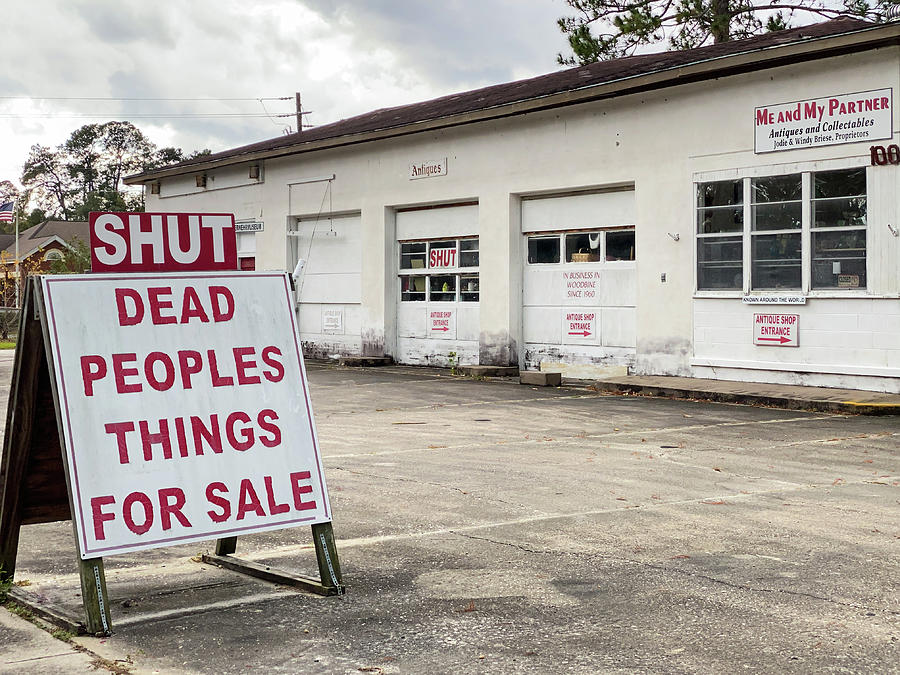 SHUT
DEAD
PEOPLES
THINGS
FOR SALE
Antiques
SHUT
ANTIQUE SHOP
ENTRANCE
IN BUSINESS
IN
WOODBINE
SINCE 1960
ANTIQUE SHOP
ENTRANCE
ME AND MY PARTNER
Antiques and Collectables
Jodie & Windy Briese, Proprietors
100
KNOWN AROUND THE WORLD
ANTIQUE SHOP
ENTRANCE